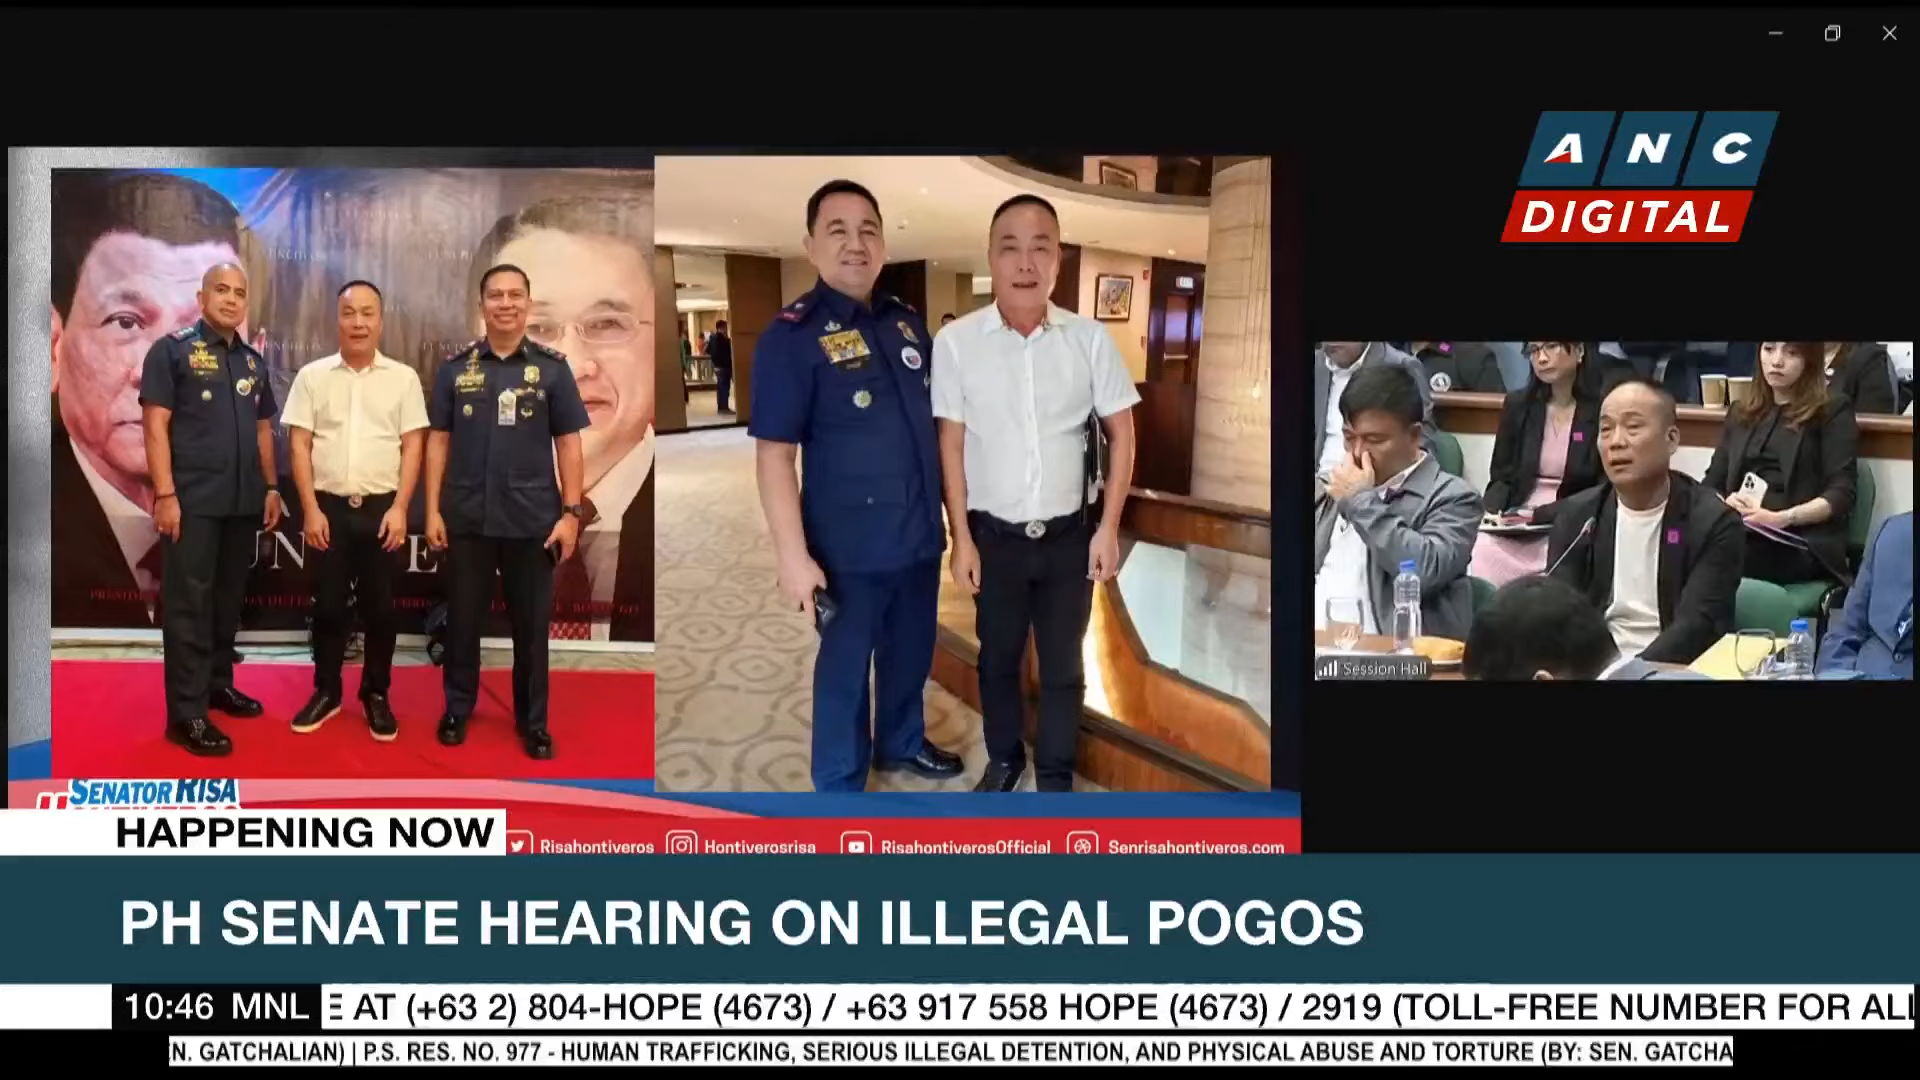 ANC
DIGITAL
SENATOR RISA
HAPPENING NOW
Risahontiveros
Hontiverosrisa
RisahontiverosOfficial
Senrisahontiveros.com
Session Hall
PH SENATE HEARING ON ILLEGAL POGOS
10:46 MNL
AT (+63 2) 804-HOPE (4673) / +63 917 558 HOPE (4673) / 2919 (TOLL-FREE NUMBER FOR ALL
N. GATCHALIAN) | P.S. RES. NO. 977 - HUMAN TRAFFICKING, SERIOUS ILLEGAL DETENTION, AND PHYSICAL ABUSE AND TORTURE (BY: SEN. GATCHA